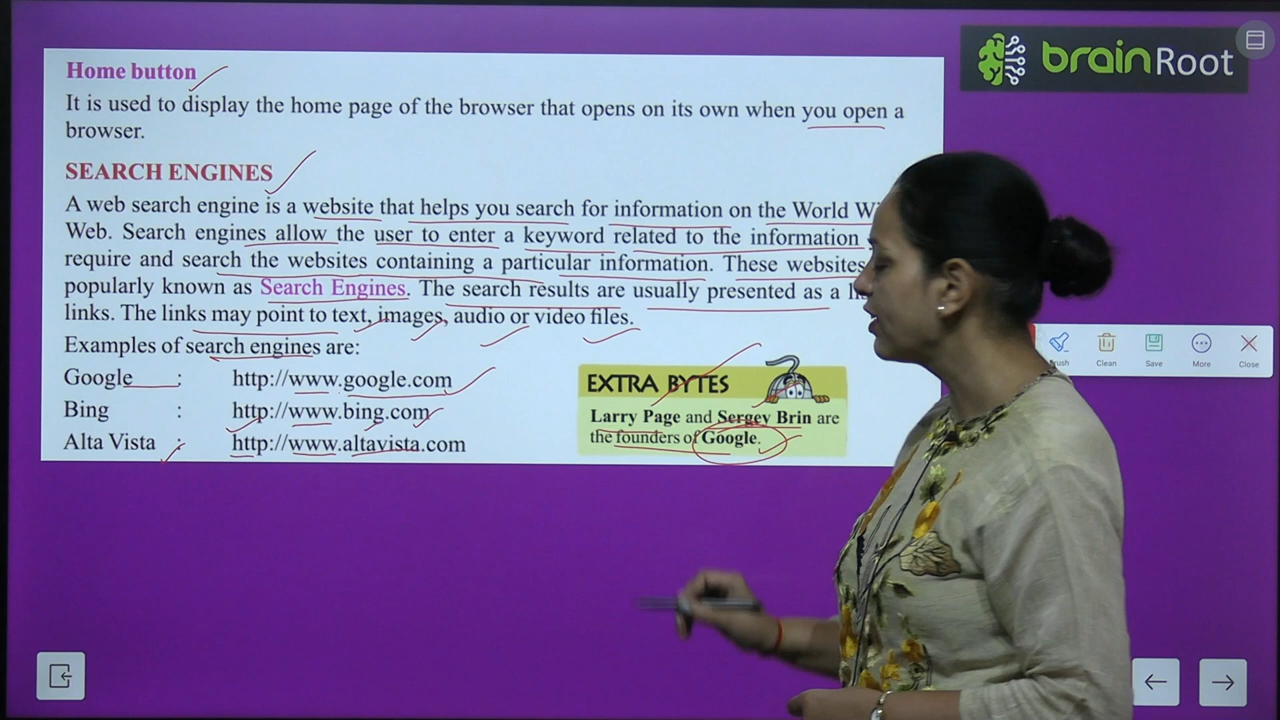 Home button
It is used to display the home page of the browser that opens on its own when you open a
browser.
SEARCH ENGINES
A web search engine is a website that helps you search for information on the World
Web. Search engines allow the user to enter a keyword related to the information
require and search the websites containing a particular information. These websites
popularly known as Search Engines. The search results are usually presented as a
links. The links may point to text, images, audio or video files.
Examples of search engines are:
Google : http://www.google.com
Bing : http://www.bing.com
Alta Vista : http://www.altavista.com
EXTRA BYTES
Larry Page and Sergey Brin are
the founders of Google.
brainRoot
Clean
Save
More
Close